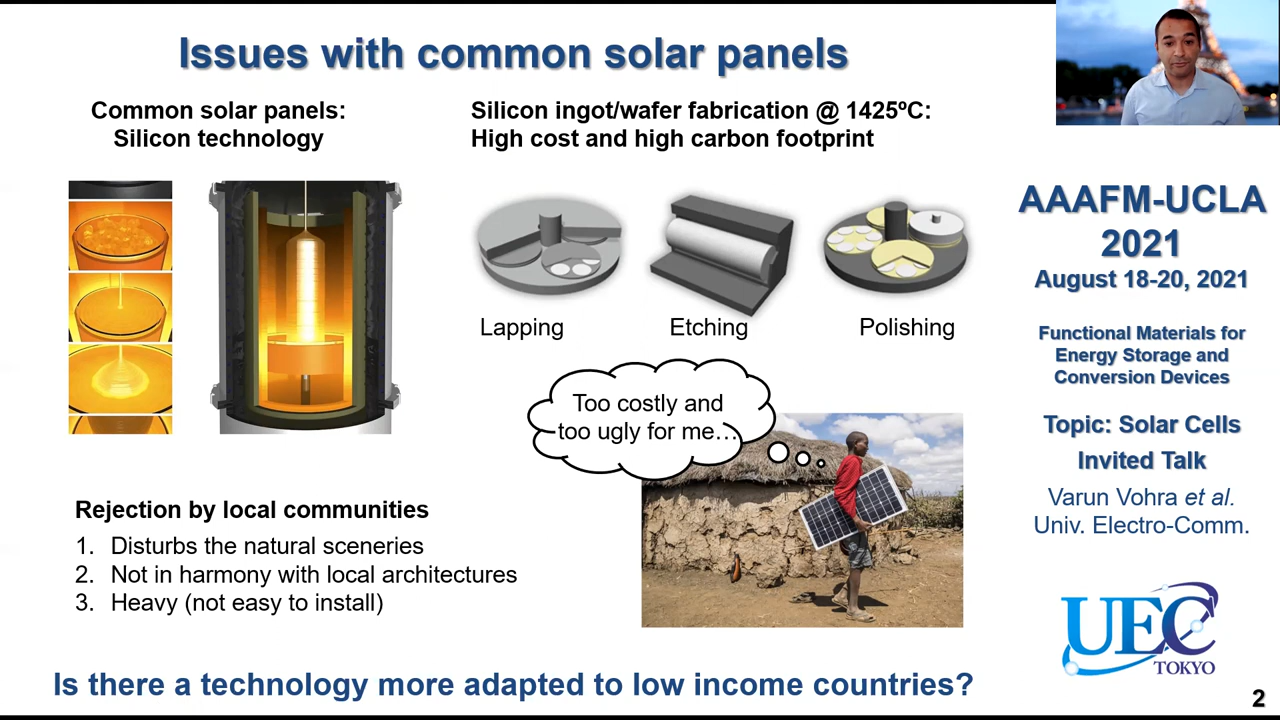 Issues with common solar panels
Common solar panels:
Silicon technology
Silicon ingot/wafer fabrication @ 1425ºC:
High cost and high carbon footprint
Lapping
Etching
Polishing
Too costly and
too ugly for me…
Rejection by local communities
1. Disturbs the natural sceneries
2. Not in harmony with local architectures
3. Heavy (not easy to install)
Is there a technology more adapted to low income countries?
AAAFM-UCLA
2021
August 18-20, 2021
Functional Materials for
Energy Storage and
Conversion Devices
Topic: Solar Cells
Invited Talk
Varun Vohra et al.
Univ. Electro-Comm.
UEC
TOKYO
2